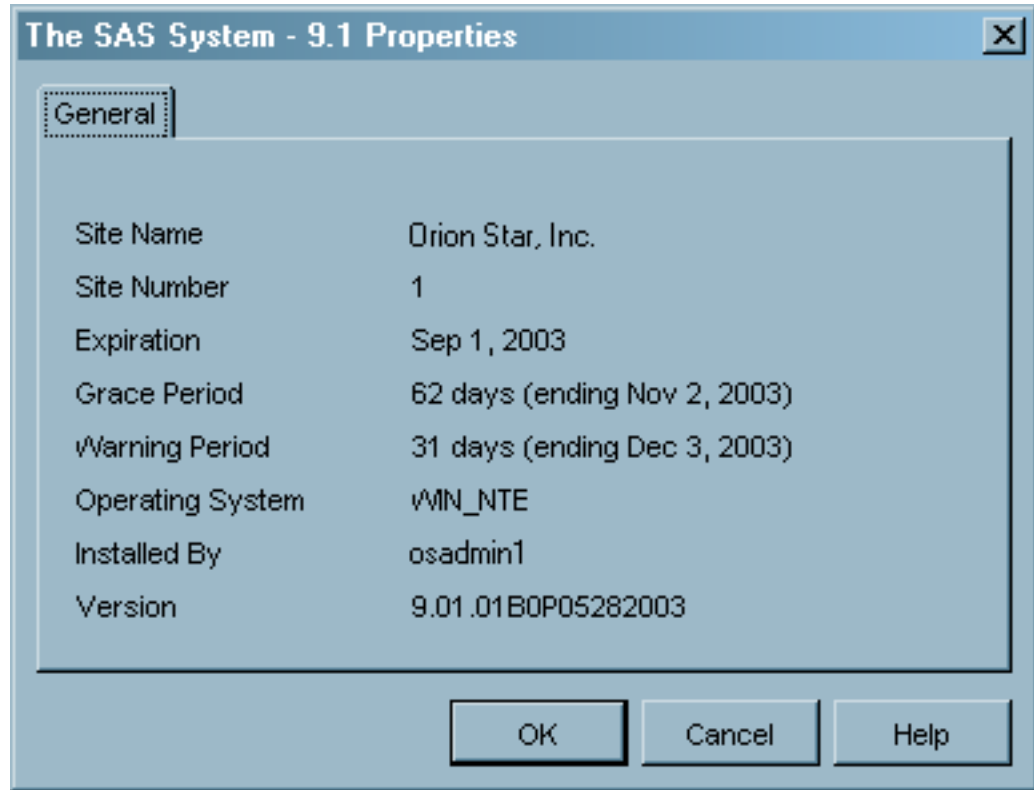 The SAS System - 9.1 Properties
General
Site Name Orion Star, Inc.
Site Number 1
Expiration Sep 1, 2003
Grace Period 62 days (ending Nov 2, 2003)
Warning Period 31 days (ending Dec 3, 2003)
Operating System WIN_NTE
Installed By osadmin1
Version 9.01.01B0P05282003
OK Cancel Help